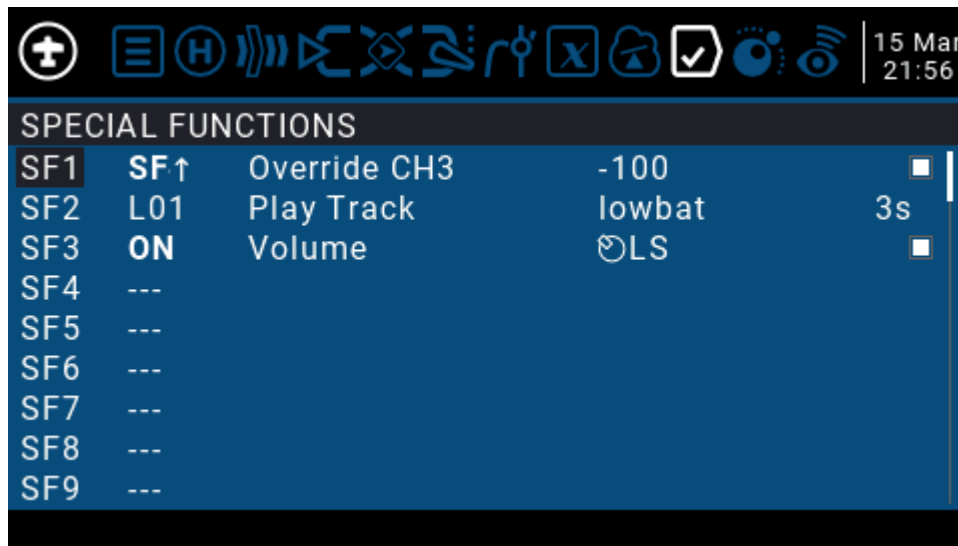 H
X
15 Mar
21:56
SPECIAL FUNCTIONS
SF1 SF↑ Override CH3 -100
SF2 L01 Play Track lowbat 3s
SF3 ON Volume LS
SF4 ---
SF5 ---
SF6 ---
SF7 ---
SF8 ---
SF9 ---